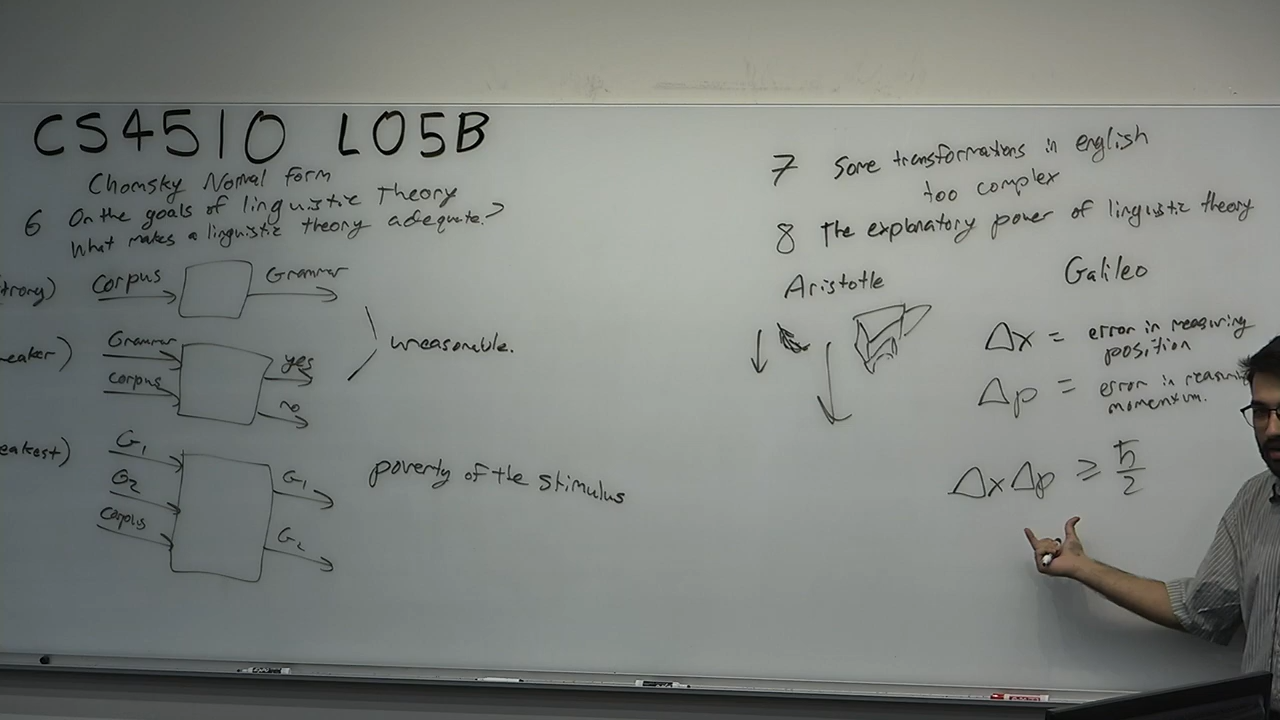 CS4510 L05B
Chomsky Normal Form
6 On the goals of linguistic Theory
What makes a linguistic theory adequate?
trong)
Corpus
Grammar
eaker)
Grammar
corpus
yes
no
unreasonable.
eakest)
G1
G2
Corpus
G1
G2
poverty of the stimulus
7 Some transformations in english
too complex
8 The explanatory power of linguistic theory
Aristotle
Galileo
Δx = error in measuring
position
Δp = error in measuri
momentum.
ΔxΔp ≥ ℏ/2